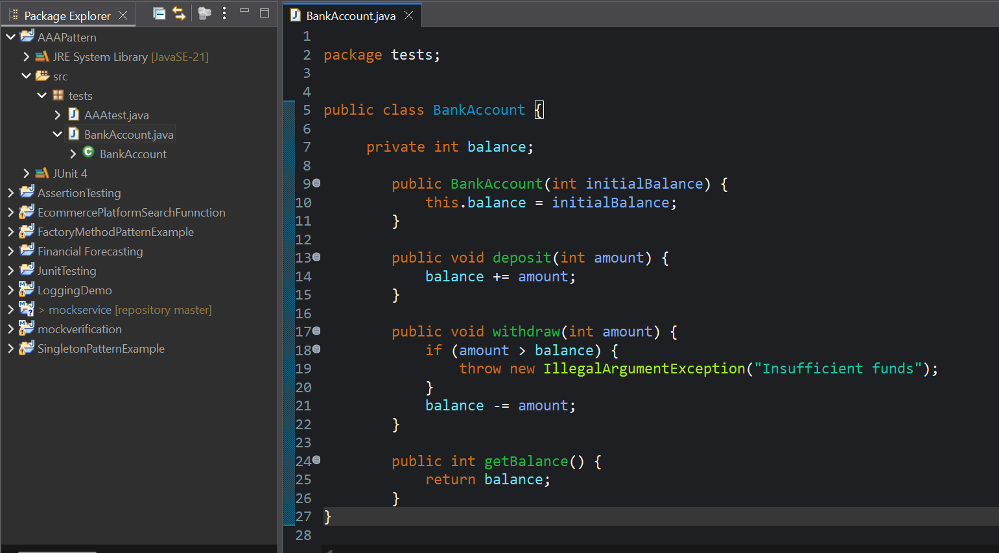 Package Explorer
AAAPattern
JRE System Library [JavaSE-21]
src
tests
AAAtest.java
BankAccount.java
BankAccount
JUnit 4
AssertionTesting
EcommercePlatformSearchFunnction
FactoryMethodPatternExample
Financial Forecasting
JunitTesting
LoggingDemo
> mockservice [repository master]
mockverification
SingletonPatternExample
BankAccount.java
1
2 package tests;
3
4
5 public class BankAccount {
6
7 private int balance;
8
9 public BankAccount(int initialBalance) {
10 this.balance = initialBalance;
11 }
12
13 public void deposit(int amount) {
14 balance += amount;
15 }
16
17 public void withdraw(int amount) {
18 if (amount > balance) {
19 throw new IllegalArgumentException("Insufficient funds");
20 }
21 balance -= amount;
22 }
23
24 public int getBalance() {
25 return balance;
26 }
27 }
28